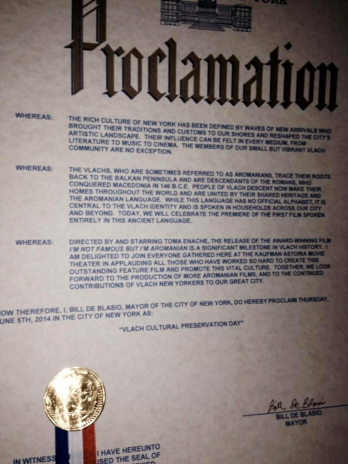 YORK
Proclamation
WHEREAS: THE RICH CULTURE OF NEW YORK HAS BEEN DEFINED BY WAVES OF NEW ARRIVALS WHO
BROUGHT THEIR TRADITIONS AND CUSTOMS TO OUR SHORES AND RESHAPED THE CITY'S
ARTISTIC LANDSCAPE. THEIR INFLUENCE CAN BE FELT IN EVERY MEDIUM, FROM
LITERATURE TO MUSIC TO CINEMA. THE MEMBERS OF OUR SMALL BUT VIBRANT VLACH
COMMUNITY ARE NO EXCEPTION.
WHEREAS: THE VLACHS, WHO ARE SOMETIMES REFERRED TO AS AROMANIANS, TRACE THEIR ROOTS
BACK TO THE BALKAN PENINSULA AND ARE DESCENDANTS OF THE ROMANS, WHO
CONQUERED MACEDONIA IN 146 B.C.E. PEOPLE OF VLACH DESCENT NOW MAKE THEIR
HOMES THROUGHOUT THE WORLD AND ARE UNITED BY THEIR SHARED HERITAGE AND
THE AROMANIAN LANGUAGE. WHILE THIS LANGUAGE HAS NO OFFICIAL ALPHABET, IT IS
CENTRAL TO THE VLACH IDENTITY AND IS SPOKEN IN HOUSEHOLDS ACROSS OUR CITY
AND BEYOND. TODAY, WE WILL CELEBRATE THE PREMIERE OF THE FIRST FILM SPOKEN
ENTIRELY IN THIS ANCIENT LANGUAGE.
WHEREAS: DIRECTED BY AND STARRING TOMA ENACHE, THE RELEASE OF THE AWARD-WINNING FILM
I'M NOT FAMOUS BUT I'M AROMANIAN IS A SIGNIFICANT MILESTONE IN VLACH HISTORY. I
AM DELIGHTED TO JOIN EVERYONE GATHERED HERE AT THE KAUFMAN ASTORIA MOVIE
THEATER IN APPLAUDING ALL THOSE WHO HAVE WORKED SO HARD TO CREATE THIS
OUTSTANDING FEATURE FILM AND PROMOTE THIS VITAL CULTURE. TOGETHER, WE LOOK
FORWARD TO THE PRODUCTION OF MORE AROMANIAN FILMS, AND TO THE CONTINUED
CONTRIBUTIONS OF VLACH NEW YORKERS TO OUR GREAT CITY.
NOW THEREFORE, I, BILL DE BLASIO, MAYOR OF THE CITY OF NEW YORK, DO HEREBY PROCLAIM THURSDAY,
JUNE 5TH, 2014 IN THE CITY OF NEW YORK AS:
"VLACH CULTURAL PRESERVATION DAY"
Bill de Blasio
BILL DE BLASIO
MAYOR
IN WITNESS I HAVE HEREUNTO
THE SEAL OF